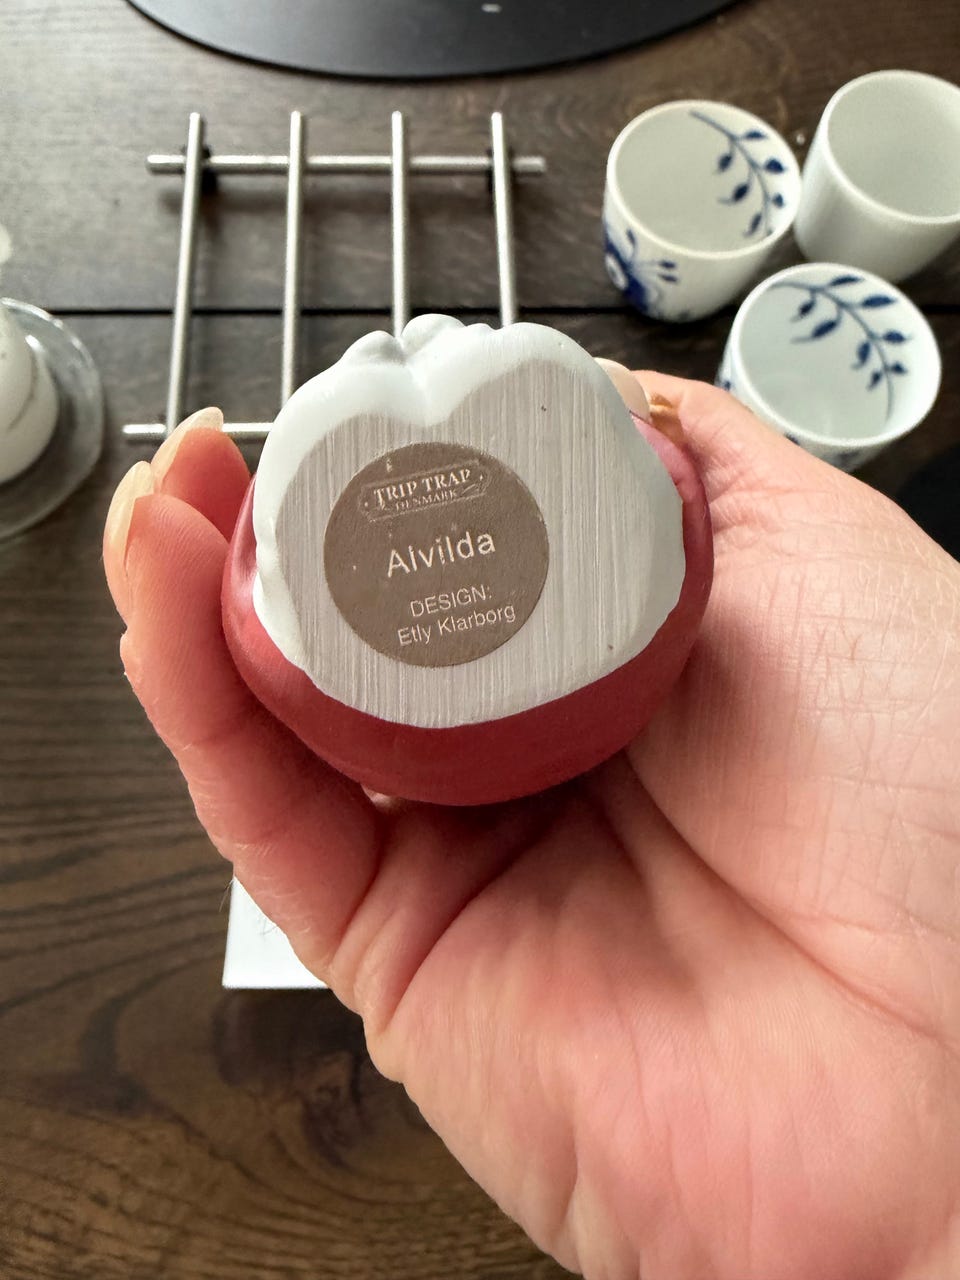 TRIP TRAP
DENMARK
Alvilda
DESIGN:
Etly Klarborg